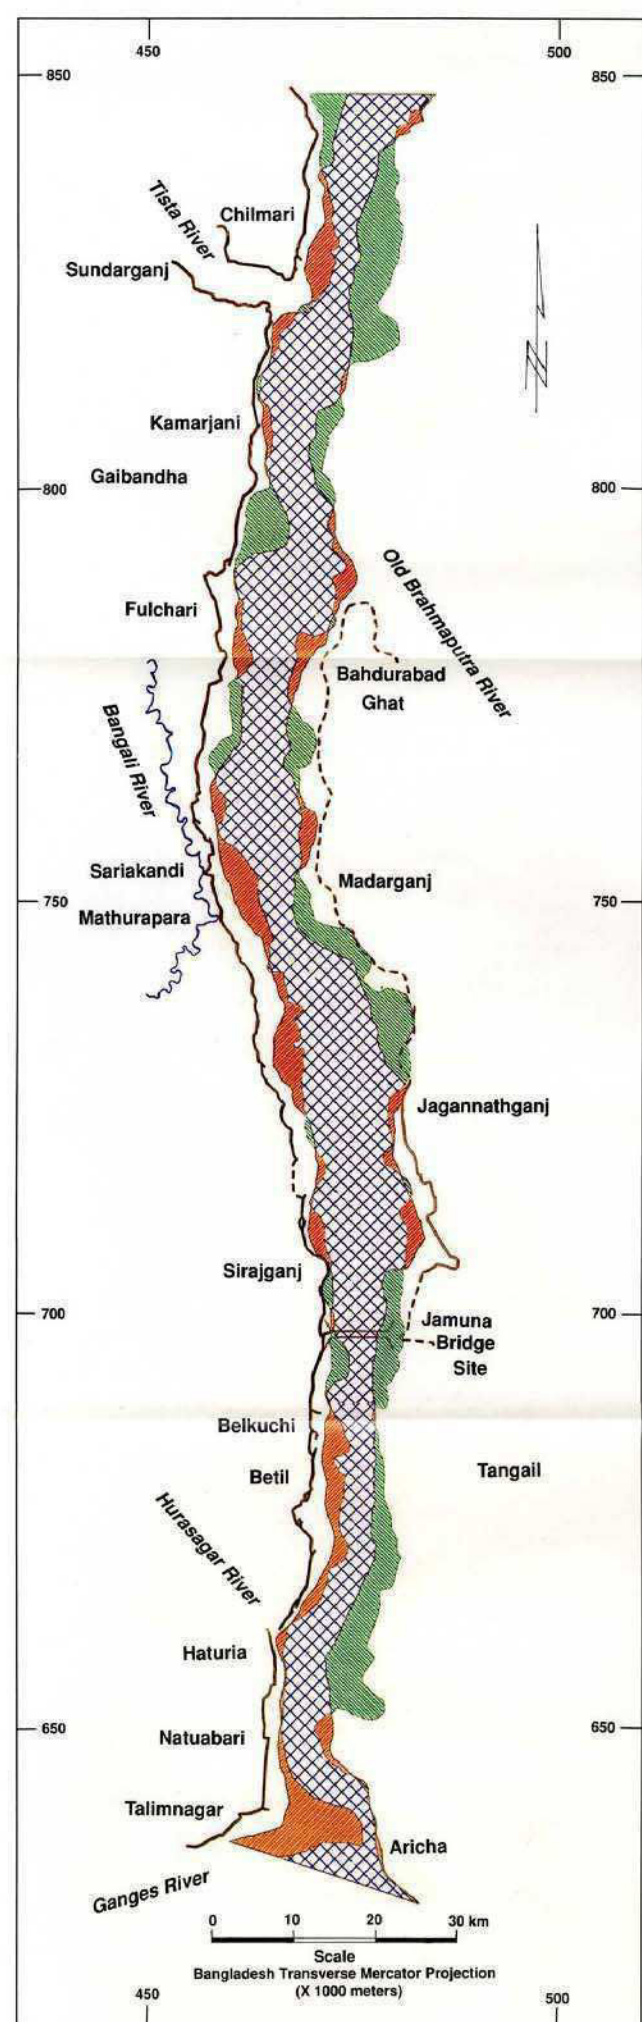 450 500
850 850
Tista River
Chilmari
Sundarganj
Kamarjani
Gaibandha
800 800
Fulchari
Old Brahmaputra River
Bahdurabad
Ghat
Bangali River
Sariakandi
Madarganj
750 750
Mathurapara
Jagannathganj
Sirajganj
700 700
Jamuna
Bridge
Site
Belkuchi
Betil
Tangail
Hurasagar River
Haturia
650 650
Natuabari
Talimnagar
Aricha
Ganges River
0 10 20 30 km
Scale
Bangladesh Transverse Mercator Projection
(X 1000 meters)
450 500